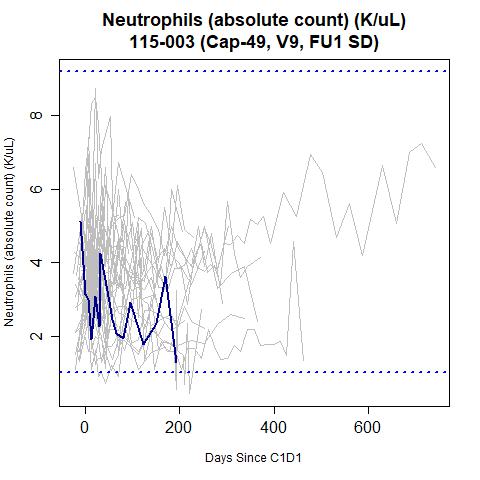 Neutrophils (absolute count) (K/uL)
115-003 (Cap-49, V9, FU1 SD)
Neutrophils (absolute count) (K/uL)
8
6
4
2
0 200 400 600
Days Since C1D1